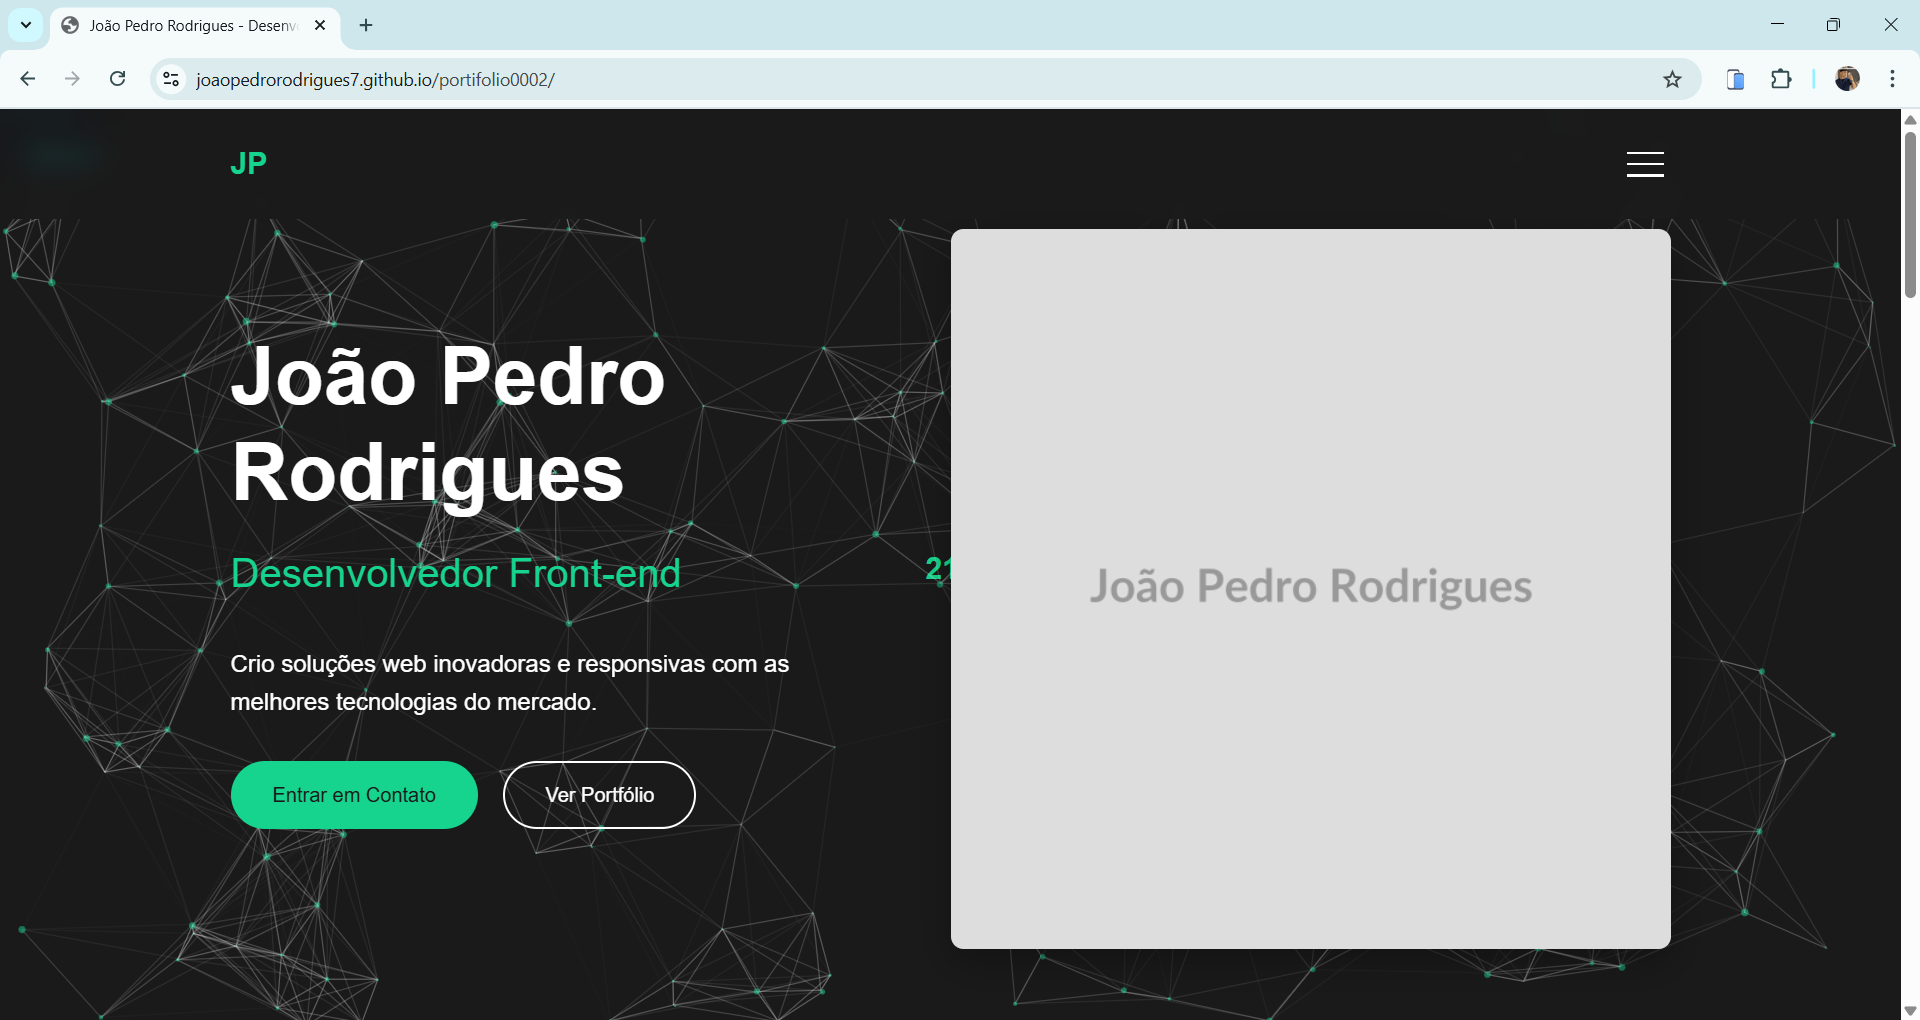 João Pedro Rodrigues - Desenv
joaopedrorodrigues7.github.io/portifolio0002/
JP
João Pedro
Rodrigues
Desenvolvedor Front-end
21
João Pedro Rodrigues
Crio soluções web inovadoras e responsivas com as
melhores tecnologias do mercado.
Entrar em Contato
Ver Portfólio